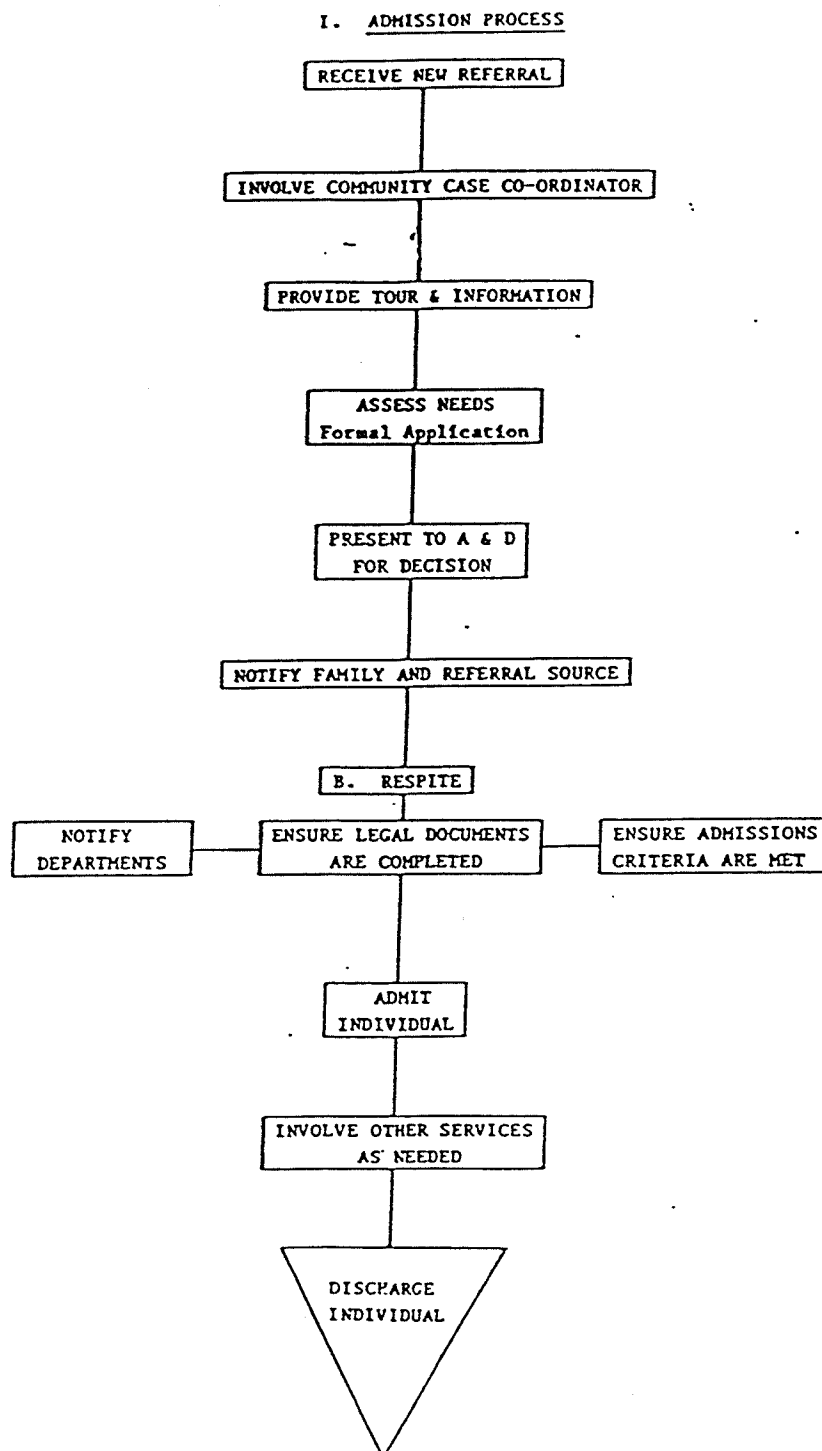 I. ADMISSION PROCESS
RECEIVE NEW REFERRAL
INVOLVE COMMUNITY CASE CO-ORDINATOR
PROVIDE TOUR & INFORMATION
ASSESS NEEDS
Formal Application
PRESENT TO A & D
FOR DECISION
NOTIFY FAMILY AND REFERRAL SOURCE
B. RESPITE
NOTIFY
DEPARTMENTS
ENSURE LEGAL DOCUMENTS
ARE COMPLETED
ENSURE ADMISSIONS
CRITERIA ARE MET
ADMIT
INDIVIDUAL
INVOLVE OTHER SERVICES
AS NEEDED
DISCHARGE
INDIVIDUAL